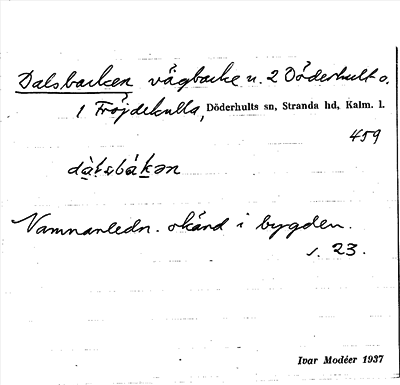 Dalsbacken vägbacke u. 2 Döderhult o.
1 Fröjdekulla, Döderhults sn, Stranda hd, Kalm. l.
459
dàḷsbákən
Namnanledn. okänd i bygden.
s. 23.
Ivar Modéer 1937